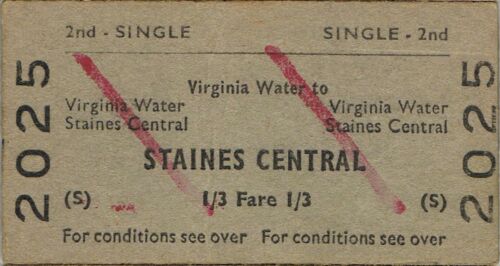 2nd - SINGLE SINGLE - 2nd
2025
Virginia Water to
Virginia Water Virginia Water
Staines Central Staines Central
STAINES CENTRAL
(S) 1/3 Fare 1/3 (S)
For conditions see over For conditions see over
2025